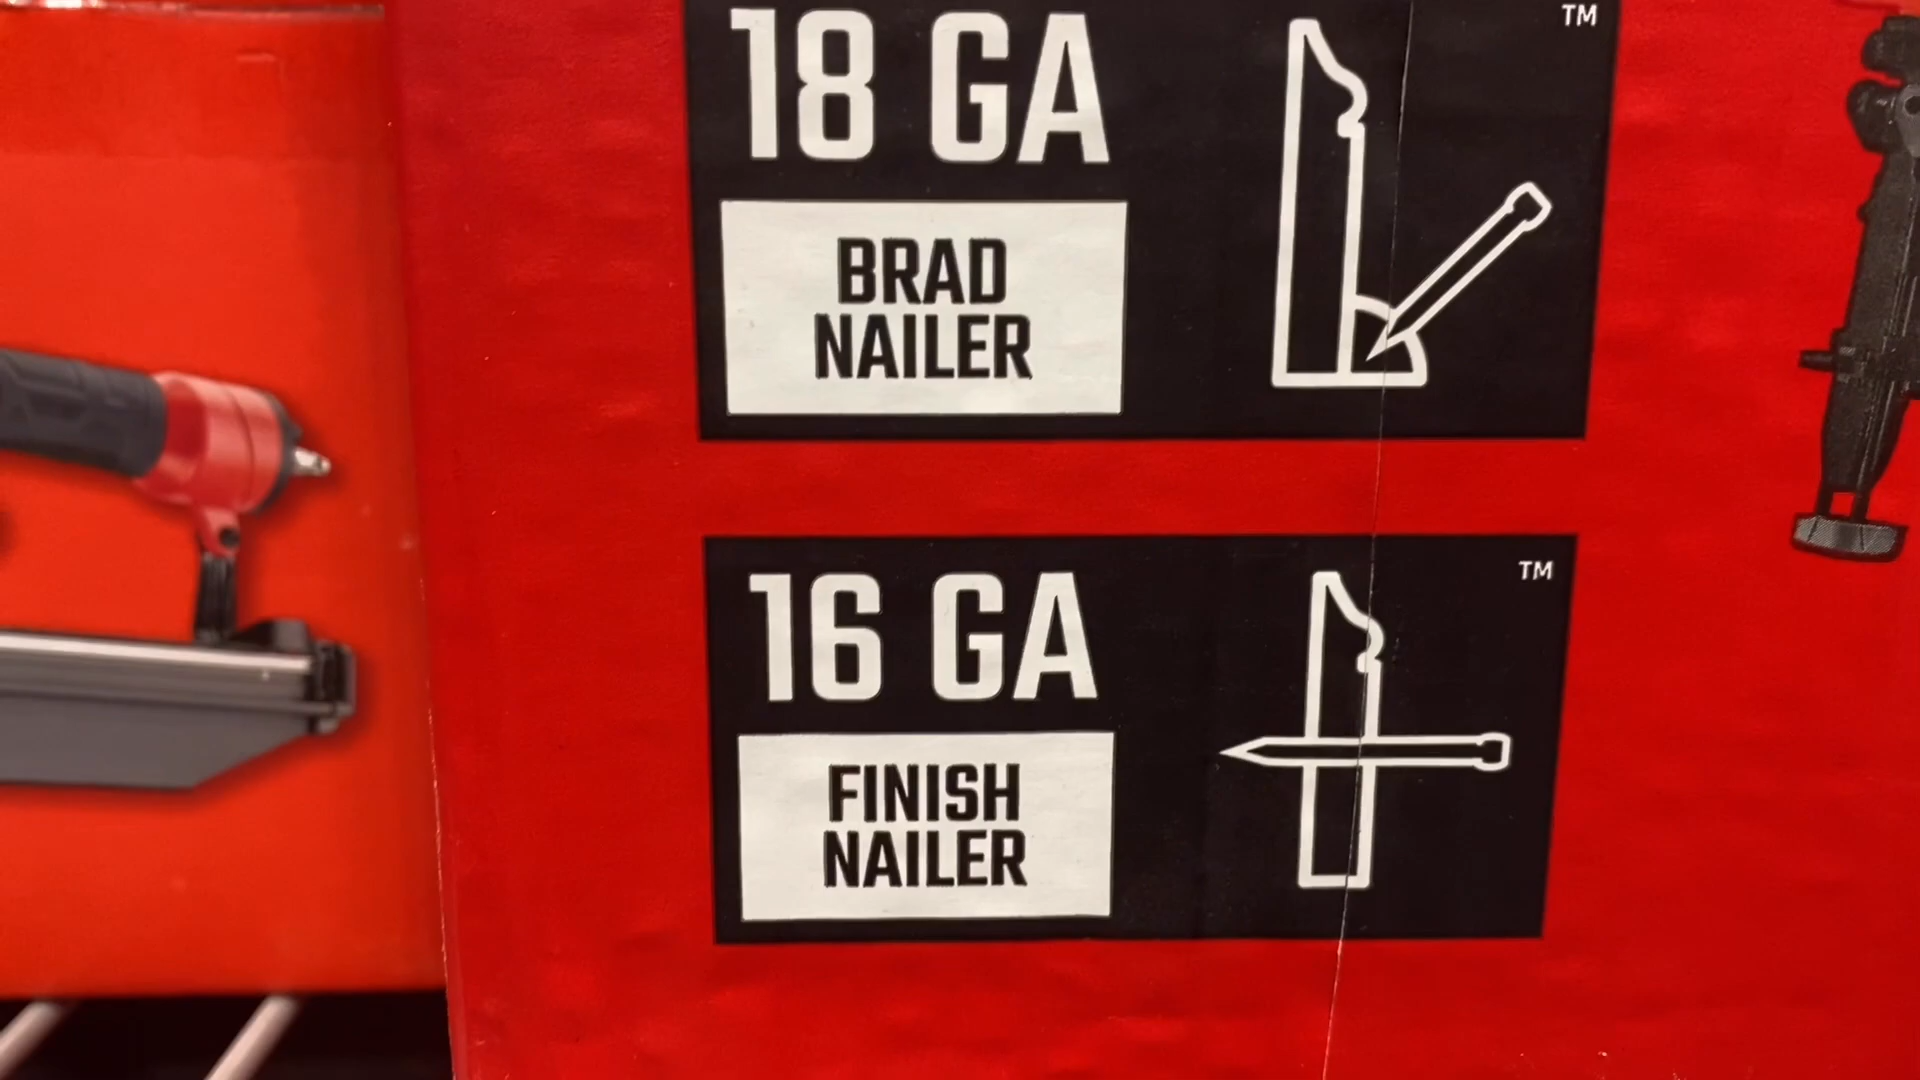 18 GA
TM
BRAD
NAILER
16 GA
TM
FINISH
NAILER